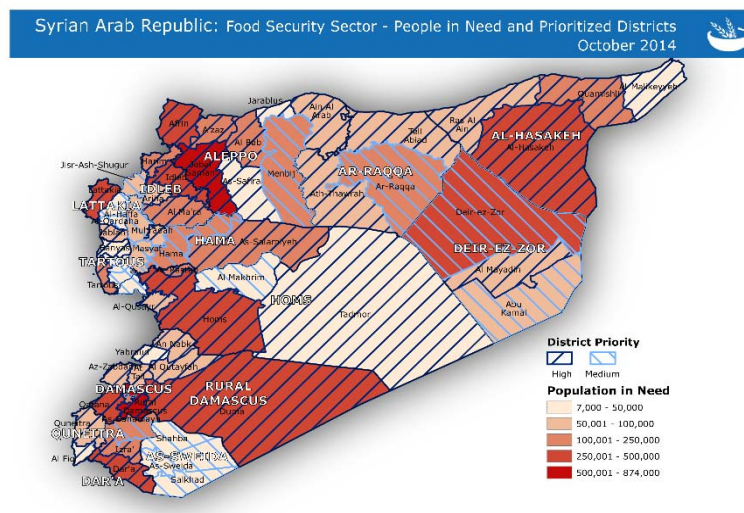 Syrian Arab Republic: Food Security Sector - People in Need and Prioritized Districts
October 2014
Al Malikeyyeh
Quamishli
Jarablus
Ain Al
Arab
Afrin
A'zaz
Ras Al
Ain
Tell
Abiad
AL-HASAKEH
Al-Hasakeh
Al Bab
Jisr-Ash-Shugur
Harim
ALEPPO
Menbij
AR-RAQQA
Ar-Raqqa
As-Safira
Ath-Thawrah
Lattakia
IDLEB
LATTAKIA
Al-Haffa
Al Ma'ra
Deir-ez-Zor
HAMA
As-Salamiyeh
DEIR-EZ-ZOR
Banyas
Masyaf
Hama
TARTOUS
Al Mayadin
Al Makhrim
HOMS
Abu
Kamal
Al-Qusayr
Homs
Tadmor
An Nabk
Yabroud
Al Qutayfah
DAMASCUS
RURAL
DAMASCUS
Duma
Quneitra
QUNEITRA
Shahba
Al Fiq
Izra'
AS-SWEIDA
As-Sweida
Dar'a
Salkhad
DAR'A
District Priority
High
Medium
Population in Need
7,000 - 50,000
50,001 - 100,000
100,001 - 250,000
250,001 - 500,000
500,001 - 874,000